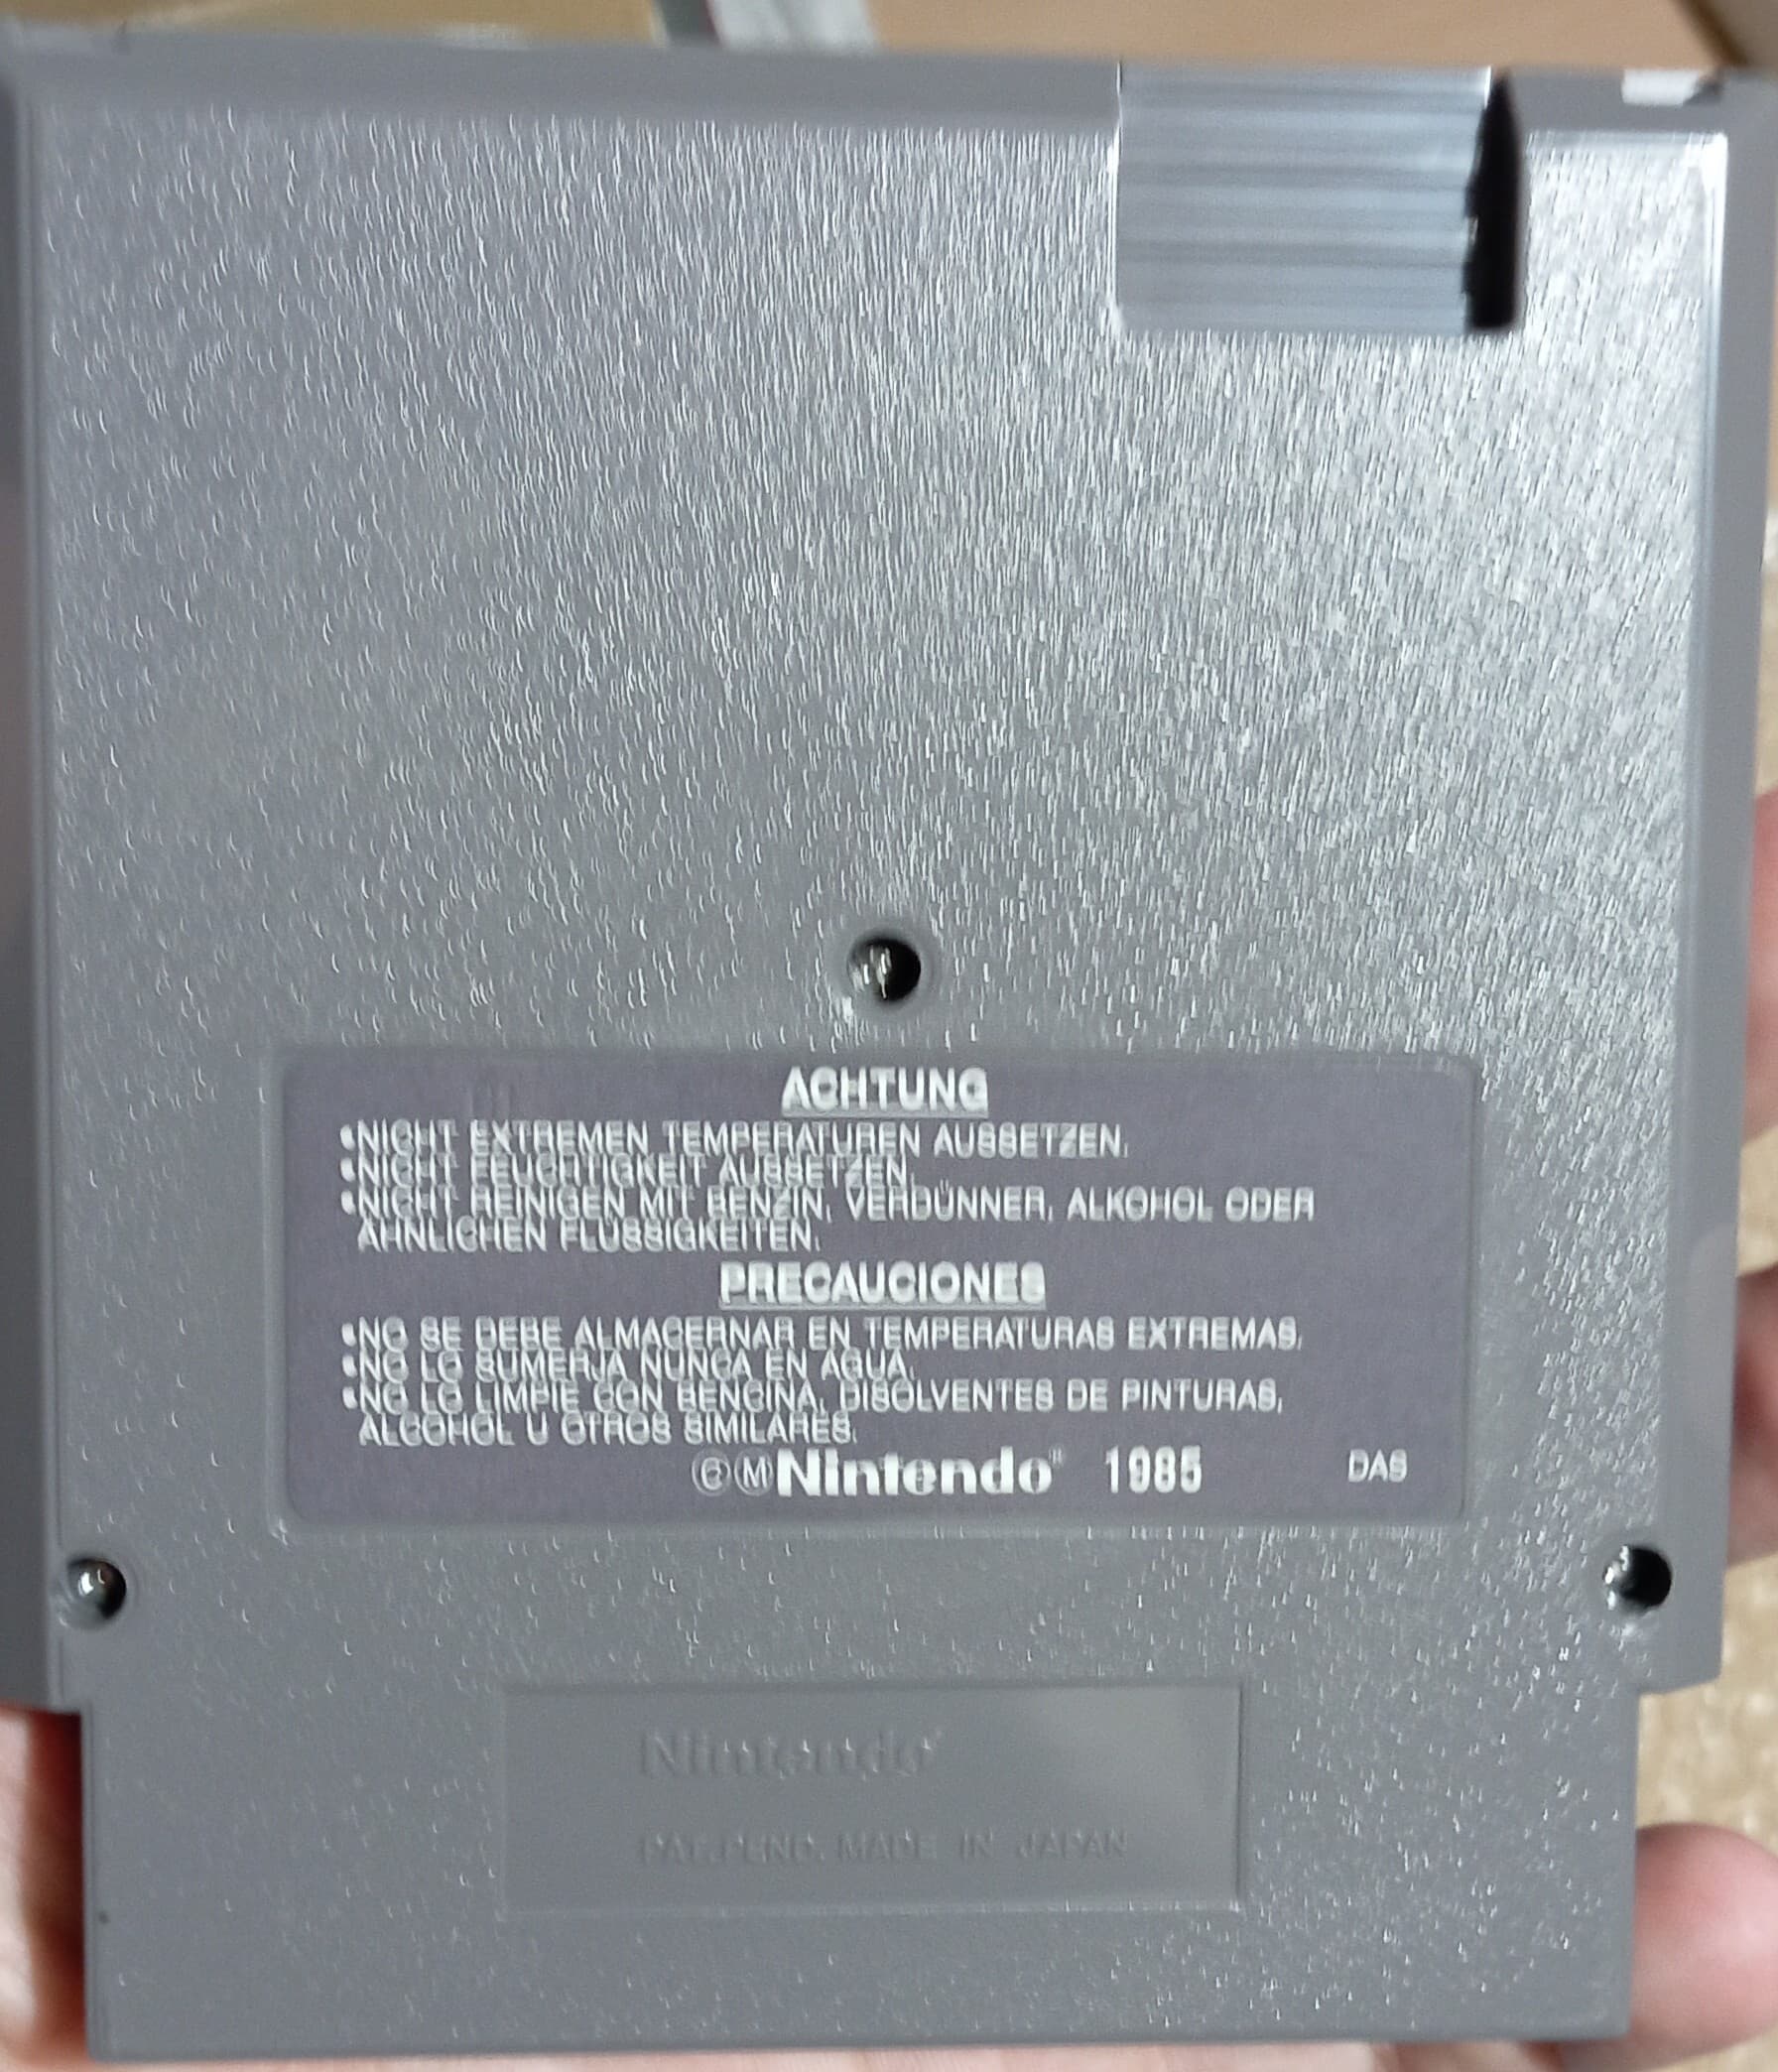 ACHTUNG
•NICHT EXTREMEN TEMPERATUREN AUSSETZEN.
•NICHT FEUCHTIGKEIT AUSSETZEN.
•NICHT REINIGEN MIT BENZIN, VERDÜNNER, ALKOHOL ODER
ÄHNLICHEN FLÜSSIGKEITEN.
PRECAUCIONES
•NO SE DEBE ALMACERNAR EN TEMPERATURAS EXTREMAS.
•NO LO SUMERJA NUNCA EN AGUA.
•NO LO LIMPIE CON BENCINA, DISOLVENTES DE PINTURAS,
ALCOHOL U OTROS SIMILARES.
©Ⓜ Nintendo® 1985 DAS
Nintendo®
PAT.PEND. MADE IN JAPAN